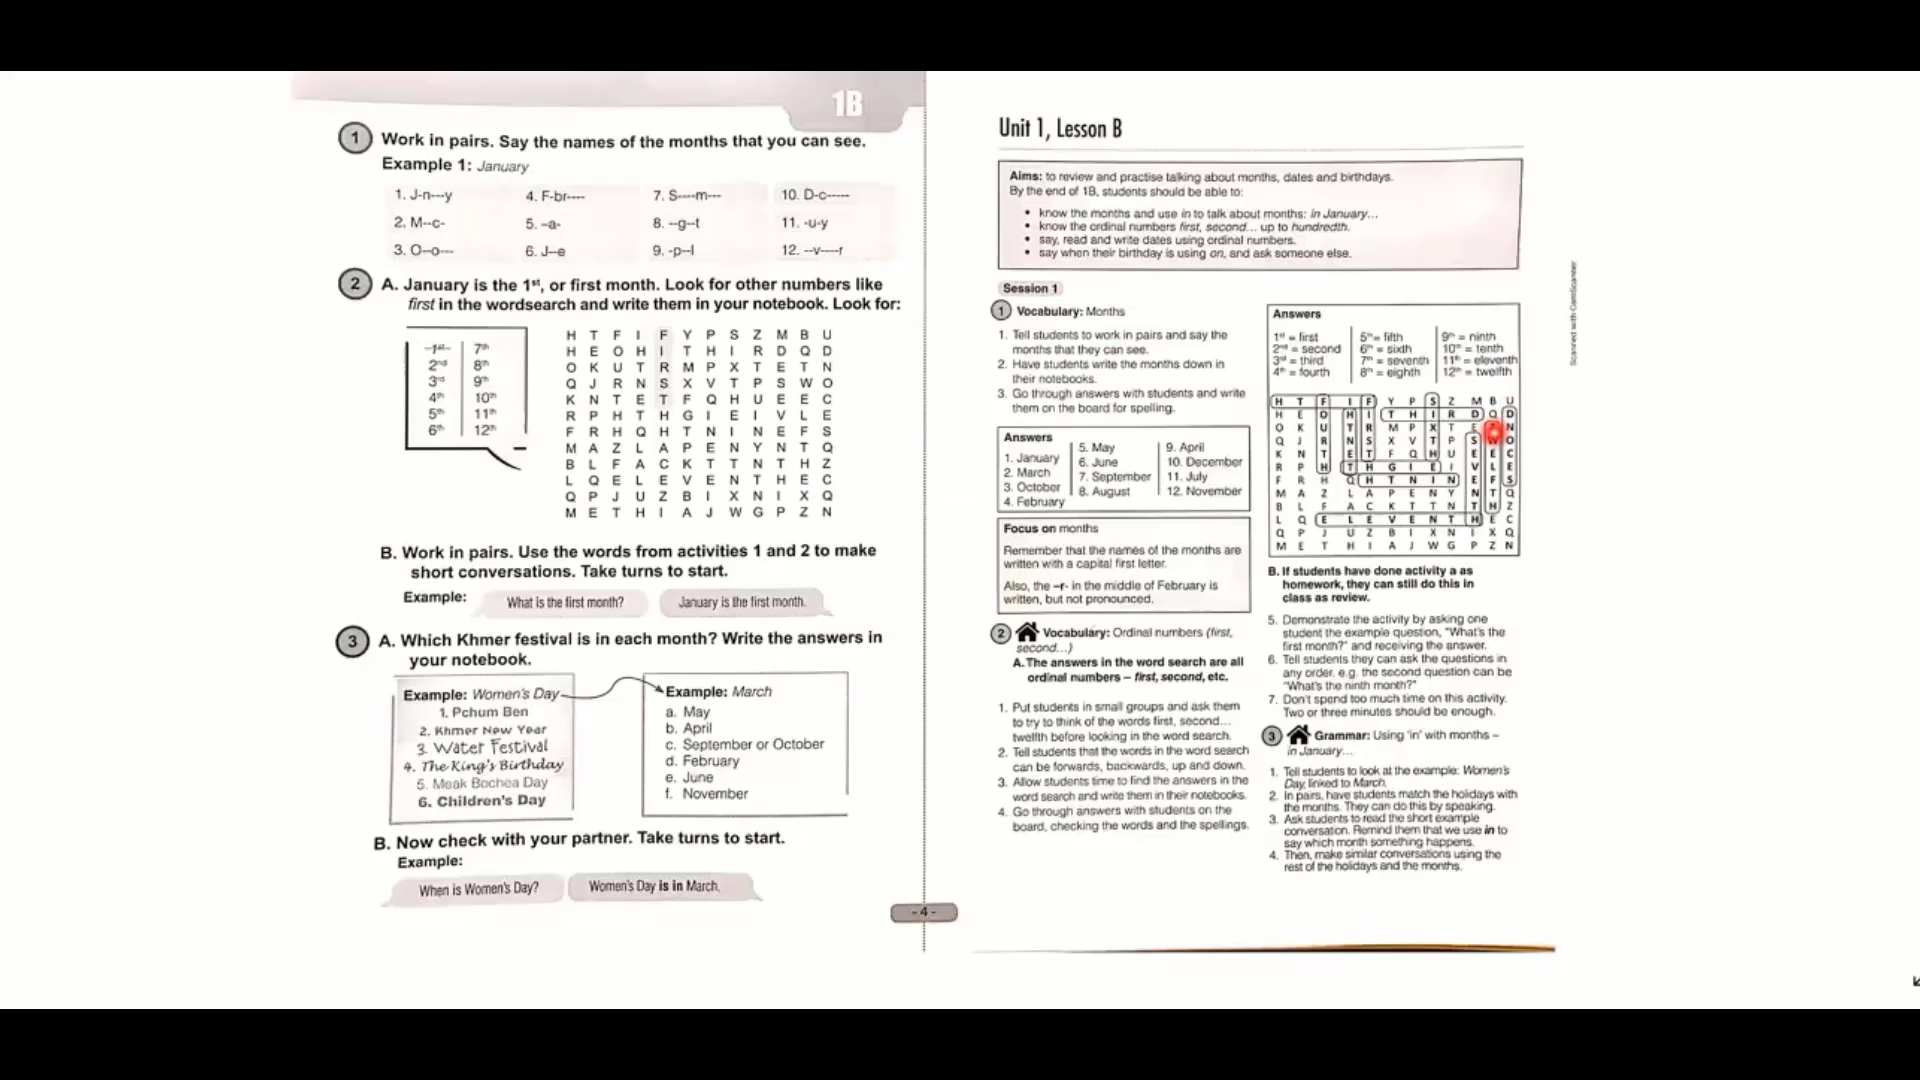 1B
1 Work in pairs. Say the names of the months that you can see.
Example 1: January
1. J-n---y
4. F-br----
7. S----m---
10. D-c-----
2. M--c-
5. -a-
8. --g--t
11. -u-y
3. O--o---
6. J--e
9. -p--l
12. --v----r
2 A. January is the 1st, or first month. Look for other numbers like
first in the wordsearch and write them in your notebook. Look for:
1st 7th
2nd 8th
3rd 9th
4th 10th
5th 11th
6th 12th
H T F I F Y P S Z M B U
H E O H I T H I R D Q D
O K U T R M P X T E T N
Q J R N S X V T P S W O
K N T E T F Q H U E E C
R P H T H G I E I V L E
F R H Q H T N I N E F S
M A Z L A P E N Y N T Q
B L F A C K T T N T H Z
L Q E L E V E N T H E C
Q P J U Z B I X N I X Q
M E T H I A J W G P Z N
B. Work in pairs. Use the words from activities 1 and 2 to make
short conversations. Take turns to start.
Example:
What is the first month?
January is the first month.
3 A. Which Khmer festival is in each month? Write the answers in
your notebook.
Example: Women's Day
1. Pchum Ben
2. Khmer New Year
3. Water Festival
4. The King's Birthday
5. Meak Bochea Day
6. Children's Day
Example: March
a. May
b. April
c. September or October
d. February
e. June
f. November
B. Now check with your partner. Take turns to start.
Example:
When is Women's Day?
Women's Day is in March.
- 4 -
Unit 1, Lesson B
Aims: to review and practise talking about months, dates and birthdays.
By the end of 1B, students should be able to:
• know the months and use in to talk about months: in January...
• know the ordinal numbers first, second... up to hundredth.
• say, read and write dates using ordinal numbers.
• say when their birthday is using on, and ask someone else.
Session 1
1 Vocabulary: Months
1. Tell students to work in pairs and say the
months that they can see.
2. Have students write the months down in
their notebooks.
3. Go through answers with students and write
them on the board for spelling.
Answers
1. January
2. March
3. October
4. February
5. May
6. June
7. September
8. August
9. April
10. December
11. July
12. November
Focus on months
Remember that the names of the months are
written with a capital first letter.
Also, the –r- in the middle of February is
written, but not pronounced.
2 Vocabulary: Ordinal numbers (first,
second...)
A. The answers in the word search are all
ordinal numbers – first, second, etc.
1. Put students in small groups and ask them
to try to think of the words first, second...
twelfth before looking in the word search.
2. Tell students that the words in the word search
can be forwards, backwards, up and down.
3. Allow students time to find the answers in the
word search and write them in their notebooks.
4. Go through answers with students on the
board, checking the words and the spellings.
Answers
1st = first
2nd = second
3rd = third
4th = fourth
5th = fifth
6th = sixth
7th = seventh
8th = eighth
9th = ninth
10th = tenth
11th = eleventh
12th = twelfth
H T F I F Y P S Z M B U
H E O H I T H I R D Q D
O K U T R M P X T E T N
Q J R N S X V T P S W O
K N T E T F Q H U E E C
R P H T H G I E I V L E
F R H Q H T N I N E F S
M A Z L A P E N Y N T Q
B L F A C K T T N T H Z
L Q E L E V E N T H E C
Q P J U Z B I X N I X Q
M E T H I A J W G P Z N
B. If students have done activity a as
homework, they can still do this in
class as review.
5. Demonstrate the activity by asking one
student the example question, "What's the
first month?" and receiving the answer.
6. Tell students they can ask the questions in
any order. e.g. the second question can be
"What's the ninth month?"
7. Don't spend too much time on this activity.
Two or three minutes should be enough.
3 Grammar: Using 'in' with months –
in January...
1. Tell students to look at the example: Women's
Day, linked to March.
2. In pairs, have students match the holidays with
the months. They can do this by speaking.
3. Ask students to read the short example
conversation. Remind them that we use in to
say which month something happens.
4. Then, make similar conversations using the
rest of the holidays and the months.
Scanned with CamScanner